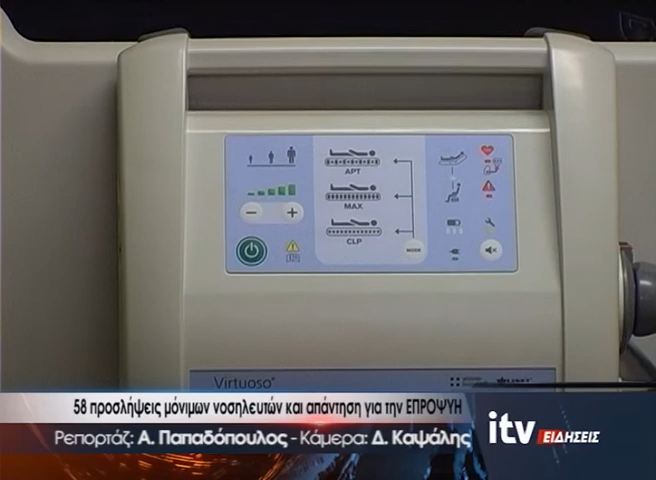 APT
MAX
CLP
MODE
Virtuoso®
58 προσλήψεις μόνιμων νοσηλευτών και απάντηση για την ΕΠΡΟΨΥΗ
Ρεπορτάζ: Α. Παπαδόπουλος - Κάμερα: Δ. Καψάλης
itv ΕΙΔΗΣΕΙΣ